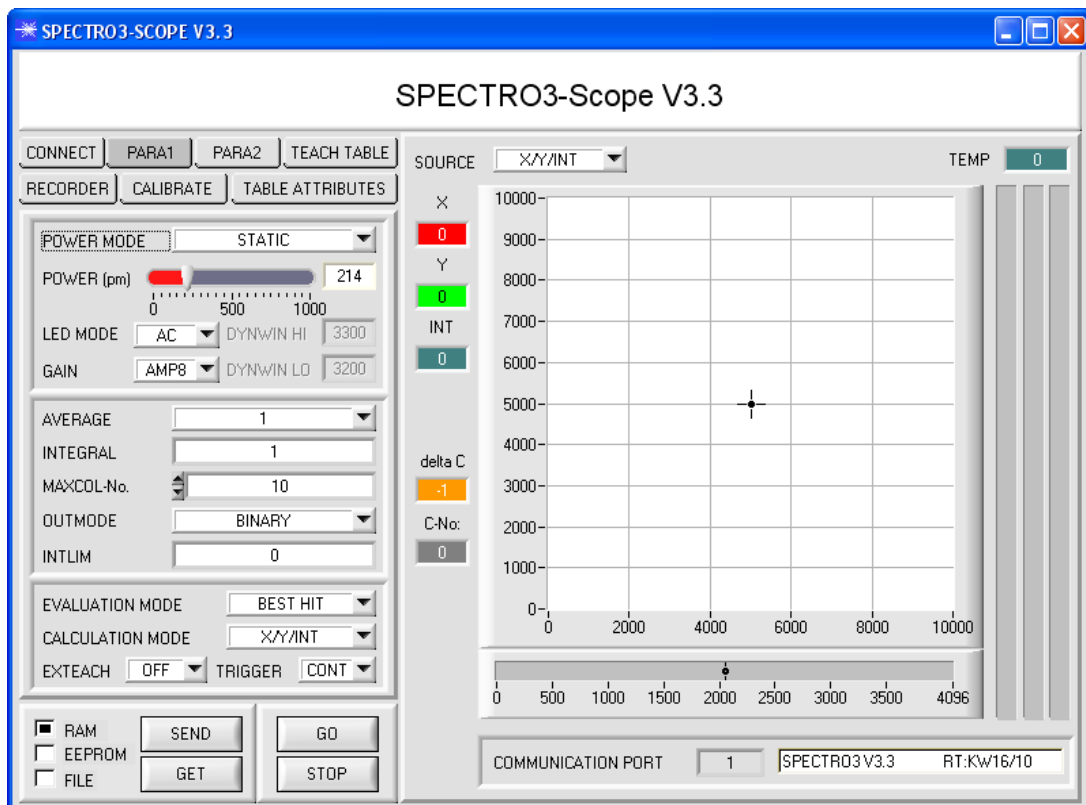 SPECTRO3-SCOPE V3.3
SPECTRO3-Scope V3.3
CONNECT PARA1 PARA2 TEACH TABLE
RECORDER CALIBRATE TABLE ATTRIBUTES
POWER MODE STATIC
POWER (pm) 214
0 500 1000
LED MODE AC DYNWIN HI 3300
GAIN AMP8 DYNWIN LO 3200
AVERAGE 1
INTEGRAL 1
MAXCOL-No. 10
OUTMODE BINARY
INTLIM 0
EVALUATION MODE BEST HIT
CALCULATION MODE X/Y/INT
EXTEACH OFF TRIGGER CONT
RAM
EEPROM
FILE
SEND GO
GET STOP
SOURCE X/Y/INT TEMP 0
X
0
Y
0
INT
0
delta C
-1
C-No:
0
10000
9000
8000
7000
6000
5000
4000
3000
2000
1000
0
0 2000 4000 6000 8000 10000
0 500 1000 1500 2000 2500 3000 3500 4096
COMMUNICATION PORT 1 SPECTRO3 V3.3 RT:KW16/10